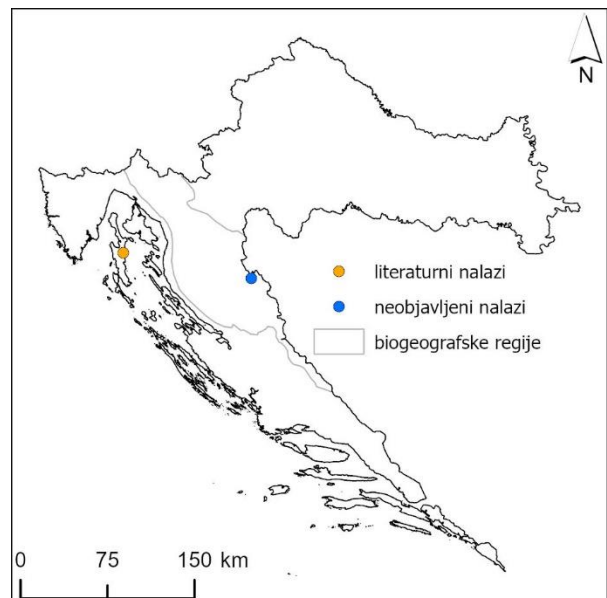 N
literaturni nalazi
neobjavljeni nalazi
biogeografske regije
0 75 150 km